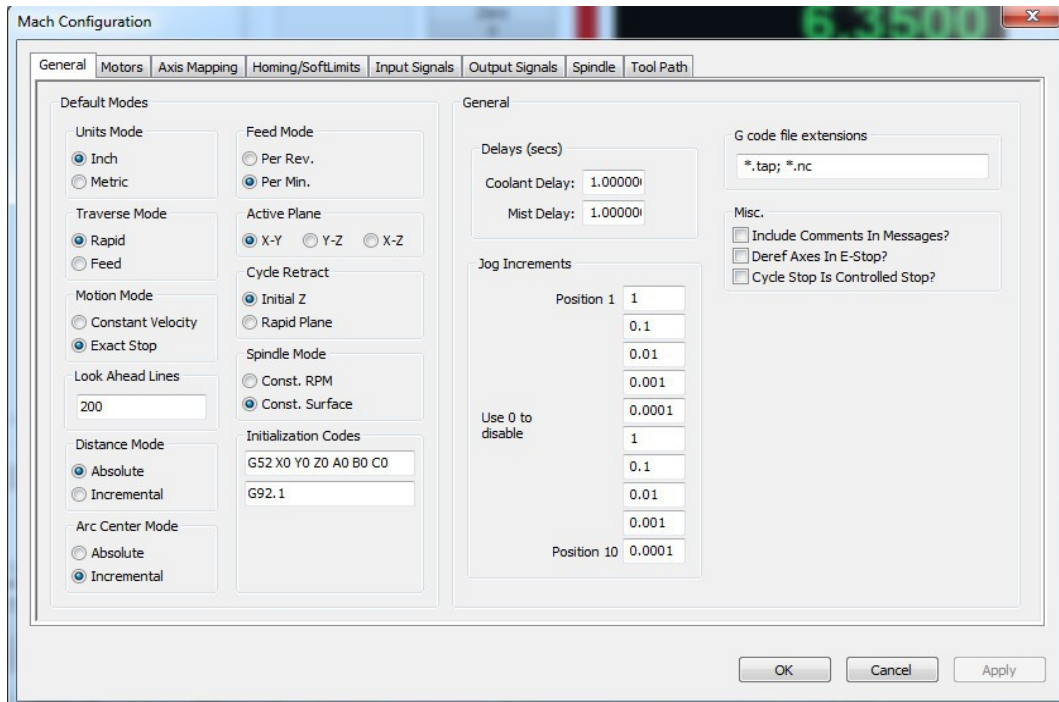 Zero
6.3500
Mach Configuration
General Motors Axis Mapping Homing/SoftLimits Input Signals Output Signals Spindle Tool Path
Default Modes
Units Mode
Inch
Metric
Traverse Mode
Rapid
Feed
Motion Mode
Constant Velocity
Exact Stop
Look Ahead Lines
200
Distance Mode
Absolute
Incremental
Arc Center Mode
Absolute
Incremental
Feed Mode
Per Rev.
Per Min.
Active Plane
X-Y Y-Z X-Z
Cycle Retract
Initial Z
Rapid Plane
Spindle Mode
Const. RPM
Const. Surface
Initialization Codes
G52 X0 Y0 Z0 A0 B0 C0
G92.1
General
Delays (secs)
Coolant Delay: 1.00000
Mist Delay: 1.00000
Jog Increments
Position 1 1
0.1
0.01
0.001
0.0001
Use 0 to
disable
1
0.1
0.01
0.001
Position 10 0.0001
G code file extensions
*.tap; *.nc
Misc.
Include Comments In Messages?
Deref Axes In E-Stop?
Cycle Stop Is Controlled Stop?
OK Cancel Apply